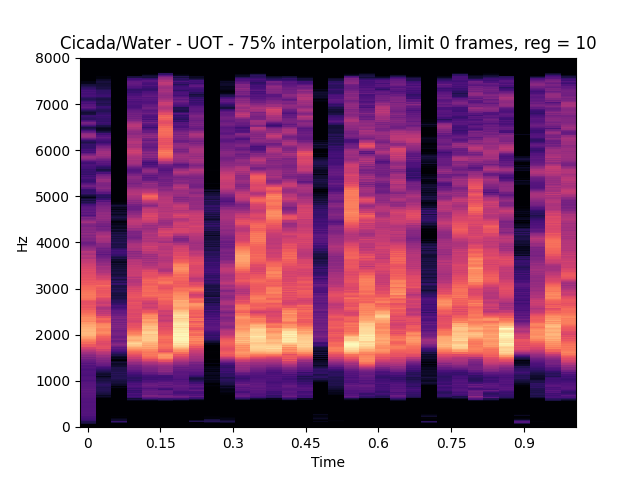 Cicada/Water - UOT - 75% interpolation, limit 0 frames, reg = 10
8000
7000
6000
5000
4000
3000
2000
1000
0
Hz
0 0.15 0.3 0.45 0.6 0.75 0.9
Time